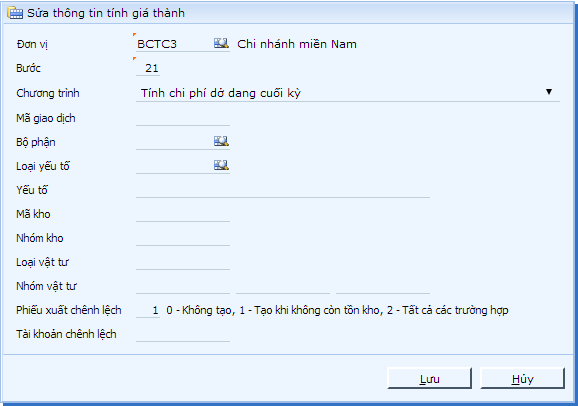 Sửa thông tin tính giá thành
Đơn vị BCTC3 Chi nhánh miền Nam
Bước 21
Chương trình Tính chi phí dở dang cuối kỳ
Mã giao dịch
Bộ phận
Loại yếu tố
Yếu tố
Mã kho
Nhóm kho
Loại vật tư
Nhóm vật tư
Phiếu xuất chênh lệch 1 0 - Không tạo, 1 - Tạo khi không còn tồn kho, 2 - Tất cả các trường hợp
Tài khoản chênh lệch
Lưu Hủy